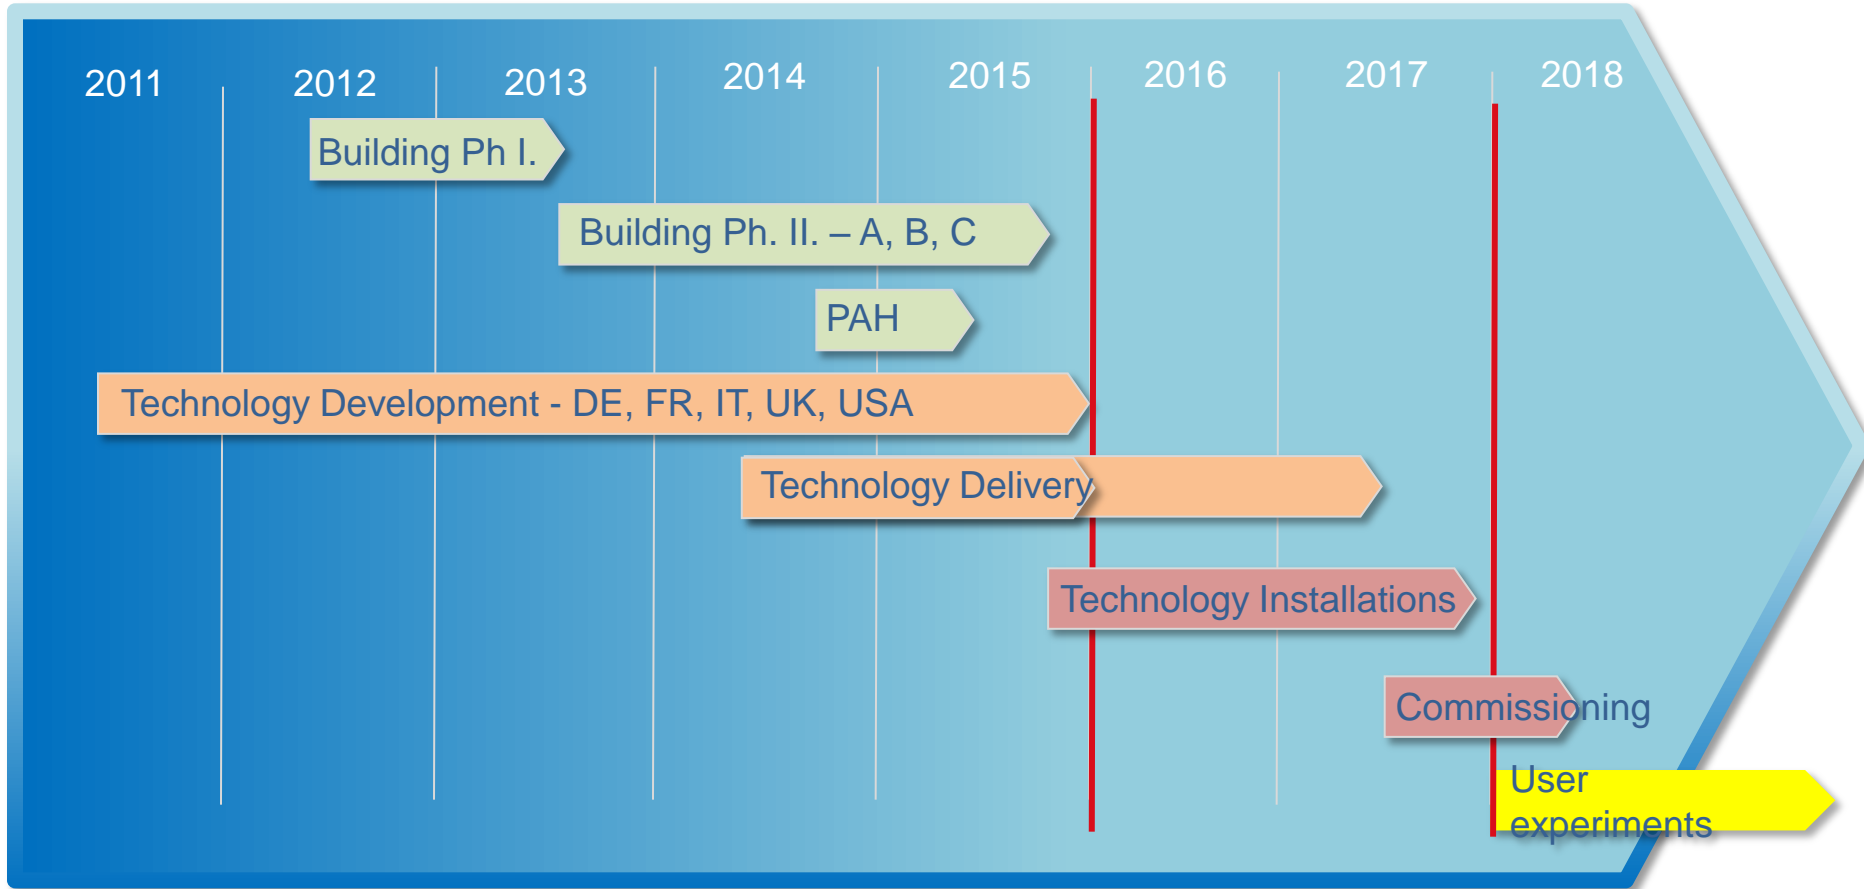 2011 2012 2013 2014 2015 2016 2017 2018
Building Ph I.
Building Ph. II. – A, B, C
PAH
Technology Development - DE, FR, IT, UK, USA
Technology Delivery
Technology Installations
Commissioning
User
experiments